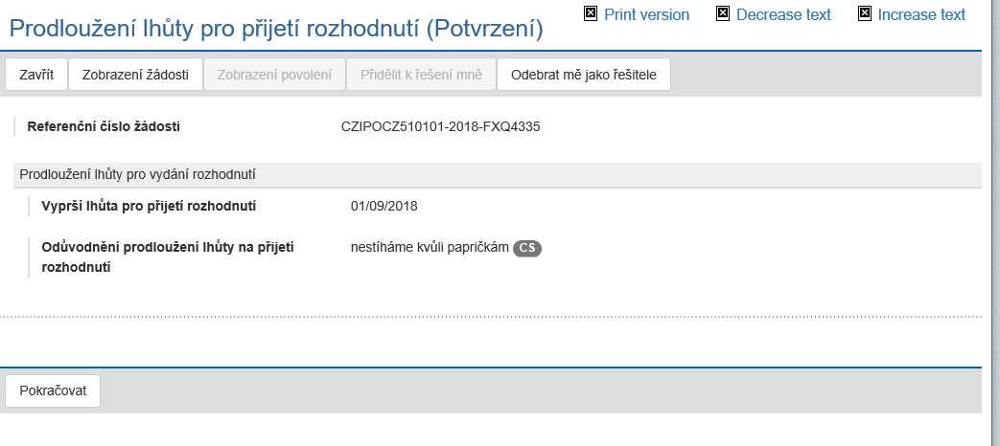 Print version Decrease text Increase text
Prodloužení lhůty pro přijetí rozhodnutí (Potvrzení)
Zavřít Zobrazení žádosti Zobrazení povolení Přidělit k řešení mně Odebrat mě jako řešitele
Referenční číslo žádosti CZIPOCZ510101-2018-FXQ4335
Prodloužení lhůty pro vydání rozhodnutí
Vyprší lhůta pro přijetí rozhodnutí 01/09/2018
Odůvodnění prodloužení lhůty na přijetí nestíháme kvůli papričkám CS
rozhodnutí
Pokračovat